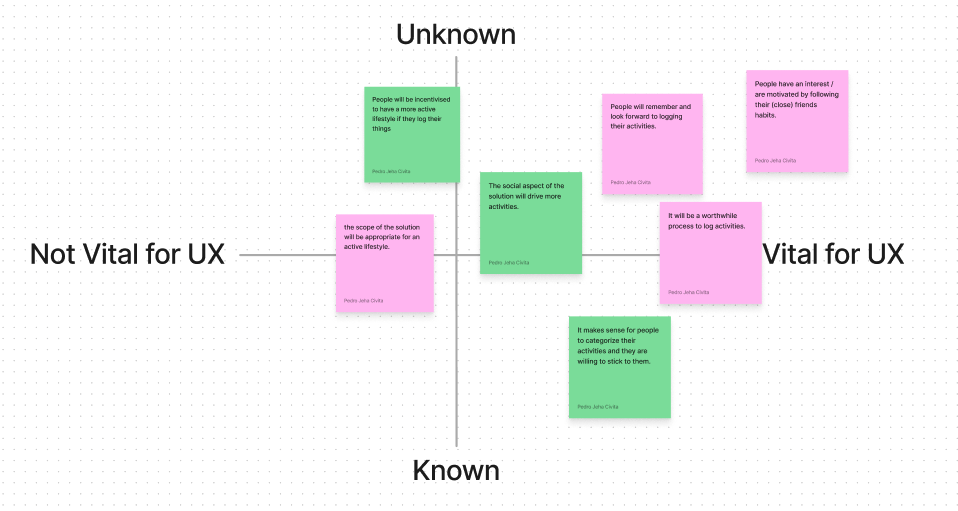 Unknown
People will be incentivised
to have a more active
lifestyle if they log their
things
Pedro Jeha Civita
People will remember and
look forward to logging
their activities.
Pedro Jeha Civita
People have an interest /
are motivated by following
their (close) friends
habits.
Pedro Jeha Civita
The social aspect of the
solution will drive more
activities.
Pedro Jeha Civita
Not Vital for UX
the scope of the solution
will be appropriate for an
active lifestyle.
Pedro Jeha Civita
It will be a worthwhile
process to log activities.
Pedro Jeha Civita
Vital for UX
It makes sense for people
to categorize their
activities and they are
willing to stick to them.
Pedro Jeha Civita
Known